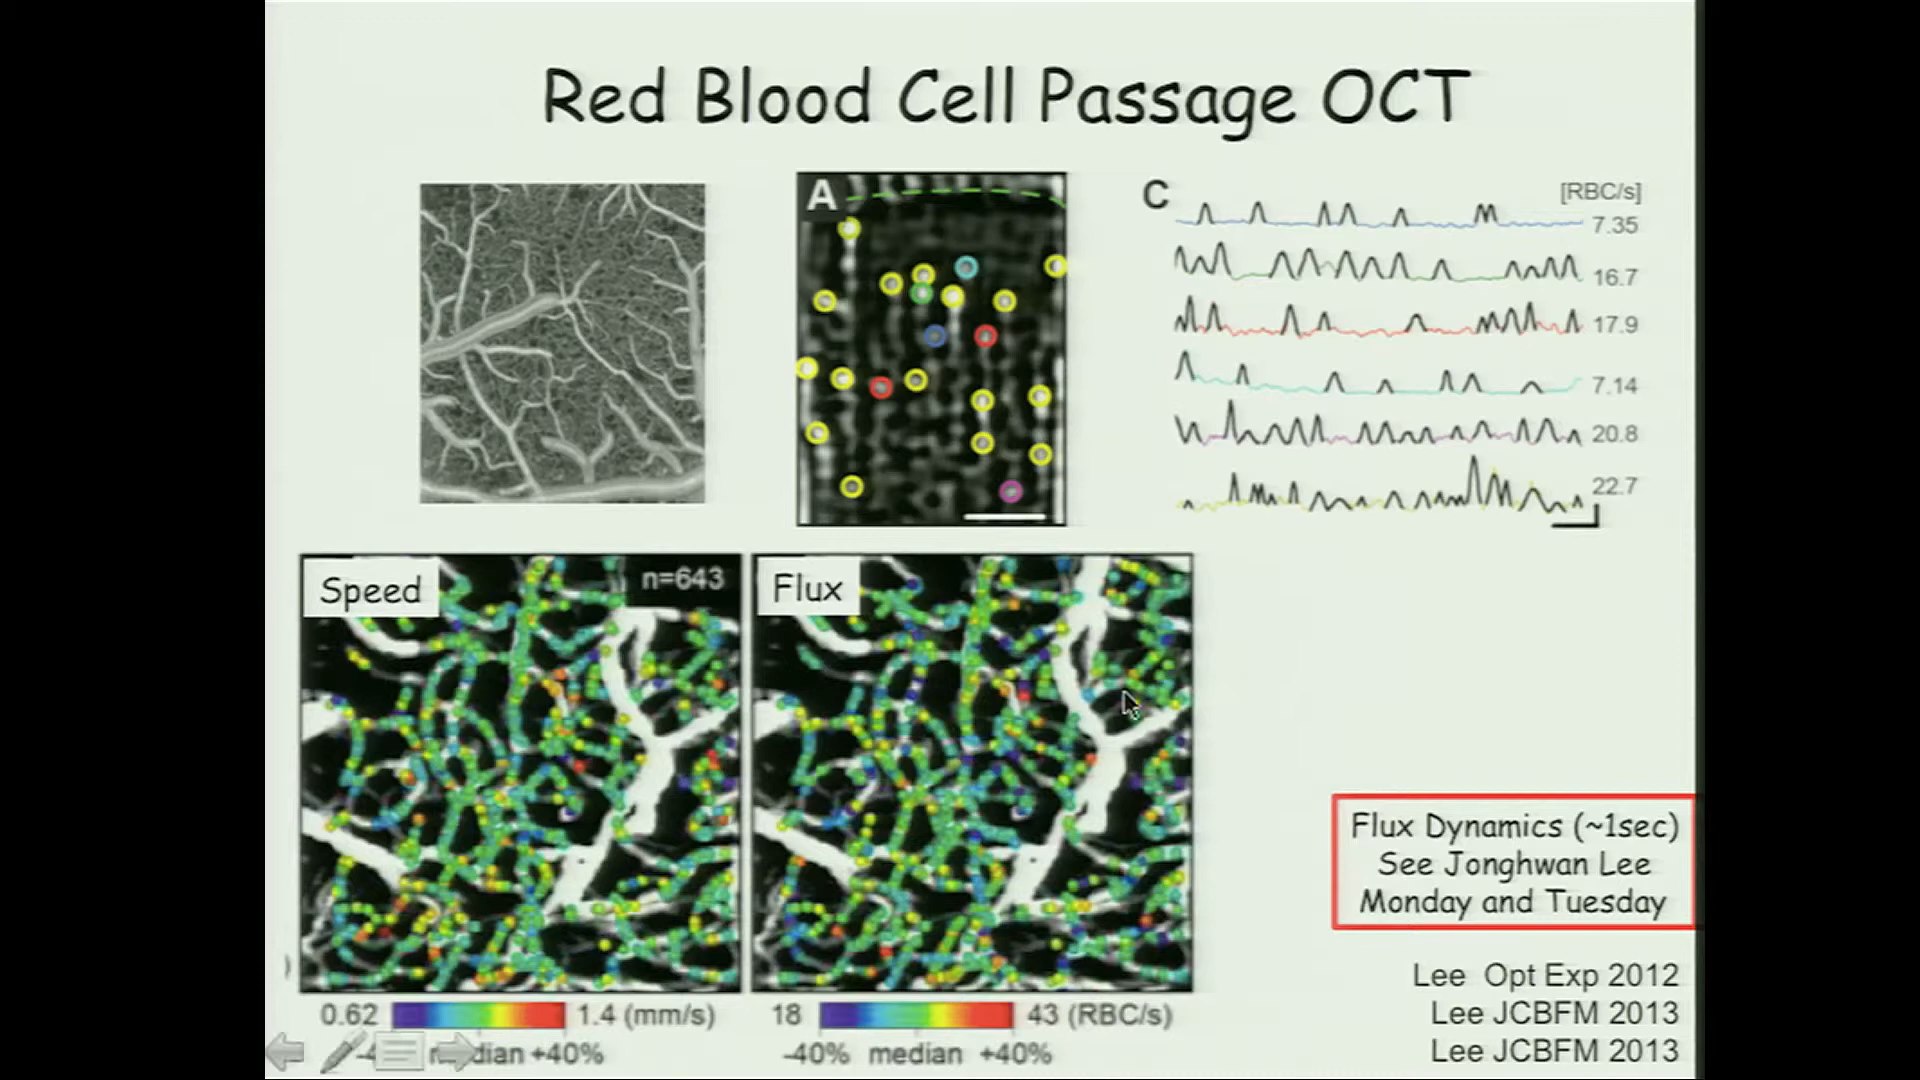 Red Blood Cell Passage OCT
A
C
[RBC/s]
7.35
16.7
17.9
7.14
20.8
22.7
Speed
n=643
Flux
0.62
1.4 (mm/s)
18
43 (RBC/s)
+40%
-40% median +40%
Flux Dynamics (~1sec)
See Jonghwan Lee
Monday and Tuesday
Lee Opt Exp 2012
Lee JCBFM 2013
Lee JCBFM 2013